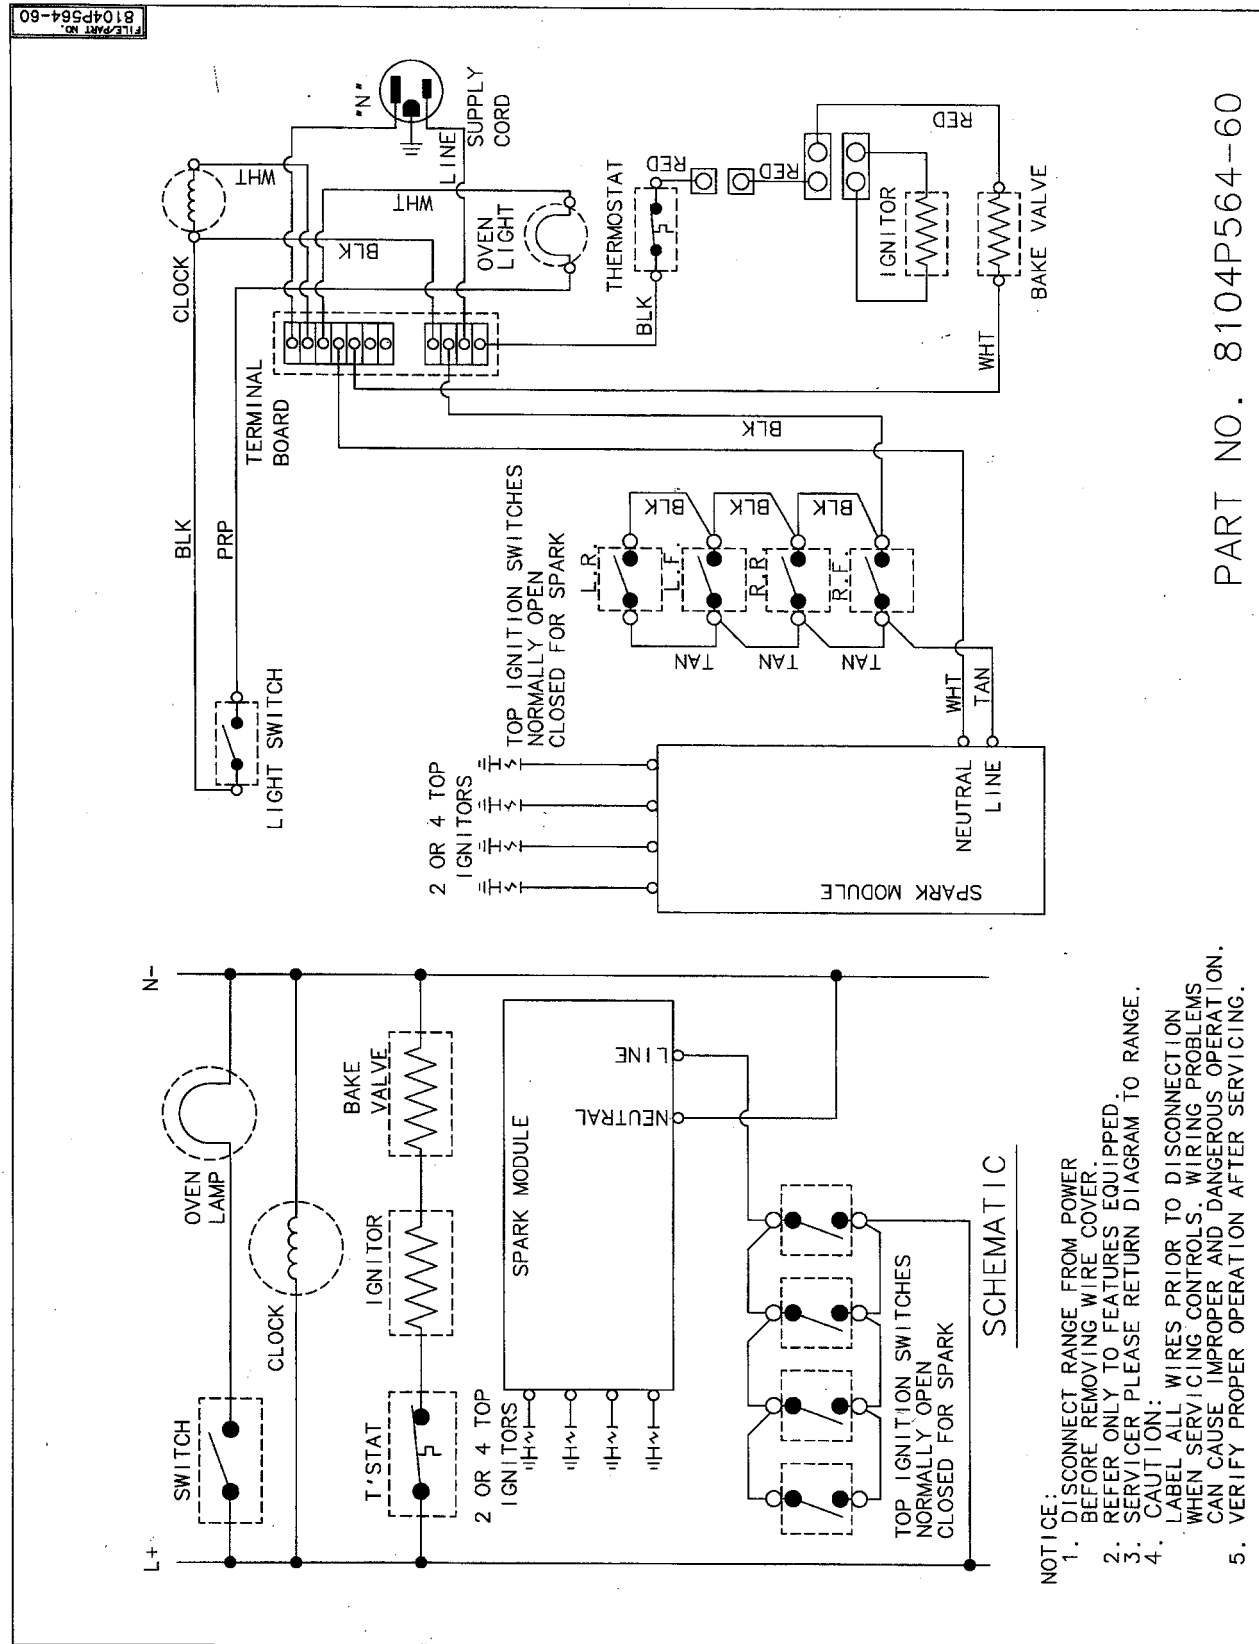 FILE/PART NO.
8104P564-60
CLOCK
WHT
"N"
LINE
SUPPLY
CORD
WHT
BLK
OVEN
LIGHT
THERMOSTAT
RED
RED
RED
IGNITOR
BAKE VALVE
BLK
WHT
TERMINAL
BOARD
BLK
PRP
LIGHT SWITCH
BLK
TOP IGNITION SWITCHES
NORMALLY OPEN
CLOSED FOR SPARK
L.R.
L.F.
R.R.
R.F.
BLK
BLK
BLK
TAN
TAN
TAN
WHT
TAN
2 OR 4 TOP
IGNITORS
NEUTRAL
LINE
SPARK MODULE
PART NO. 8104P564-60
L+
N-
SWITCH
OVEN
LAMP
CLOCK
T'STAT
IGNITOR
BAKE
VALVE
2 OR 4 TOP
IGNITORS
SPARK MODULE
LINE
NEUTRAL
TOP IGNITION SWITCHES
NORMALLY OPEN
CLOSED FOR SPARK
SCHEMATIC
NOTICE:
1. DISCONNECT RANGE FROM POWER
BEFORE REMOVING WIRE COVER.
2. REFER ONLY TO FEATURES EQUIPPED.
3. SERVICER PLEASE RETURN DIAGRAM TO RANGE.
4. CAUTION:
LABEL ALL WIRES PRIOR TO DISCONNECTION
WHEN SERVICING CONTROLS. WIRING PROBLEMS
CAN CAUSE IMPROPER AND DANGEROUS OPERATION.
5. VERIFY PROPER OPERATION AFTER SERVICING.